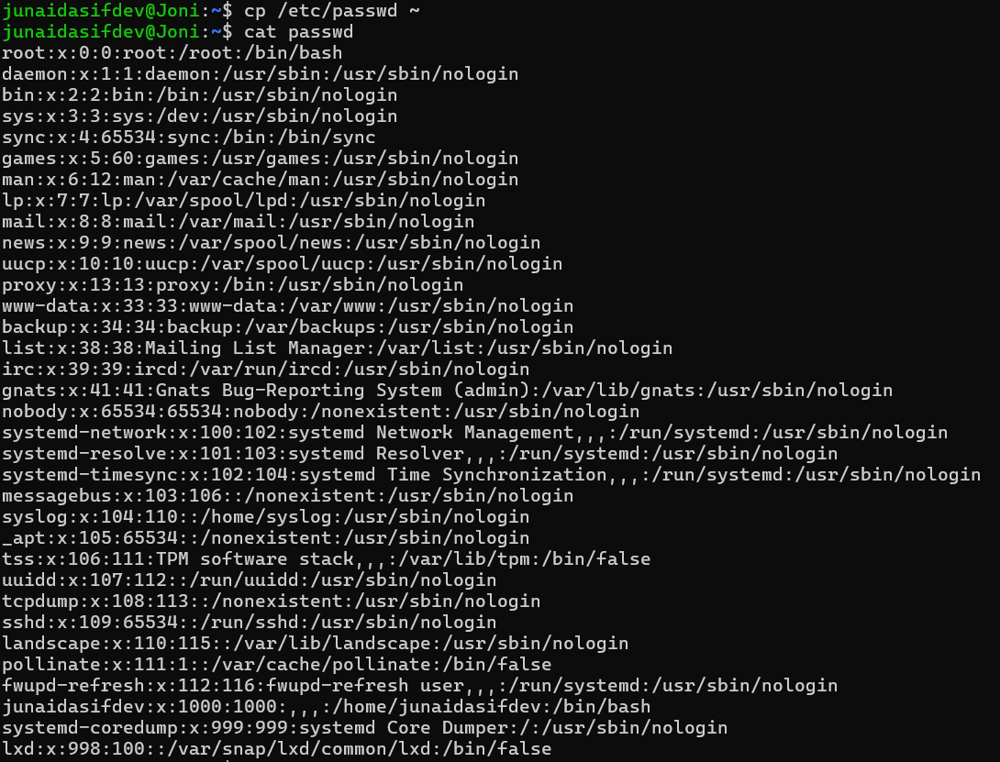 junaidasifdev@Joni:~$ cp /etc/passwd ~
junaidasifdev@Joni:~$ cat passwd
root:x:0:0:root:/root:/bin/bash
daemon:x:1:1:daemon:/usr/sbin:/usr/sbin/nologin
bin:x:2:2:bin:/bin:/usr/sbin/nologin
sys:x:3:3:sys:/dev:/usr/sbin/nologin
sync:x:4:65534:sync:/bin:/bin/sync
games:x:5:60:games:/usr/games:/usr/sbin/nologin
man:x:6:12:man:/var/cache/man:/usr/sbin/nologin
lp:x:7:7:lp:/var/spool/lpd:/usr/sbin/nologin
mail:x:8:8:mail:/var/mail:/usr/sbin/nologin
news:x:9:9:news:/var/spool/news:/usr/sbin/nologin
uucp:x:10:10:uucp:/var/spool/uucp:/usr/sbin/nologin
proxy:x:13:13:proxy:/bin:/usr/sbin/nologin
www-data:x:33:33:www-data:/var/www:/usr/sbin/nologin
backup:x:34:34:backup:/var/backups:/usr/sbin/nologin
list:x:38:38:Mailing List Manager:/var/list:/usr/sbin/nologin
irc:x:39:39:ircd:/var/run/ircd:/usr/sbin/nologin
gnats:x:41:41:Gnats Bug-Reporting System (admin):/var/lib/gnats:/usr/sbin/nologin
nobody:x:65534:65534:nobody:/nonexistent:/usr/sbin/nologin
systemd-network:x:100:102:systemd Network Management,,,:/run/systemd:/usr/sbin/nologin
systemd-resolve:x:101:103:systemd Resolver,,,:/run/systemd:/usr/sbin/nologin
systemd-timesync:x:102:104:systemd Time Synchronization,,,:/run/systemd:/usr/sbin/nologin
messagebus:x:103:106::/nonexistent:/usr/sbin/nologin
syslog:x:104:110::/home/syslog:/usr/sbin/nologin
_apt:x:105:65534::/nonexistent:/usr/sbin/nologin
tss:x:106:111:TPM software stack,,,:/var/lib/tpm:/bin/false
uuidd:x:107:112::/run/uuidd:/usr/sbin/nologin
tcpdump:x:108:113::/nonexistent:/usr/sbin/nologin
sshd:x:109:65534::/run/sshd:/usr/sbin/nologin
landscape:x:110:115::/var/lib/landscape:/usr/sbin/nologin
pollinate:x:111:1::/var/cache/pollinate:/bin/false
fwupd-refresh:x:112:116:fwupd-refresh user,,,:/run/systemd:/usr/sbin/nologin
junaidasifdev:x:1000:1000:,,,:/home/junaidasifdev:/bin/bash
systemd-coredump:x:999:999:systemd Core Dumper:/:/usr/sbin/nologin
lxd:x:998:100::/var/snap/lxd/common/lxd:/bin/false